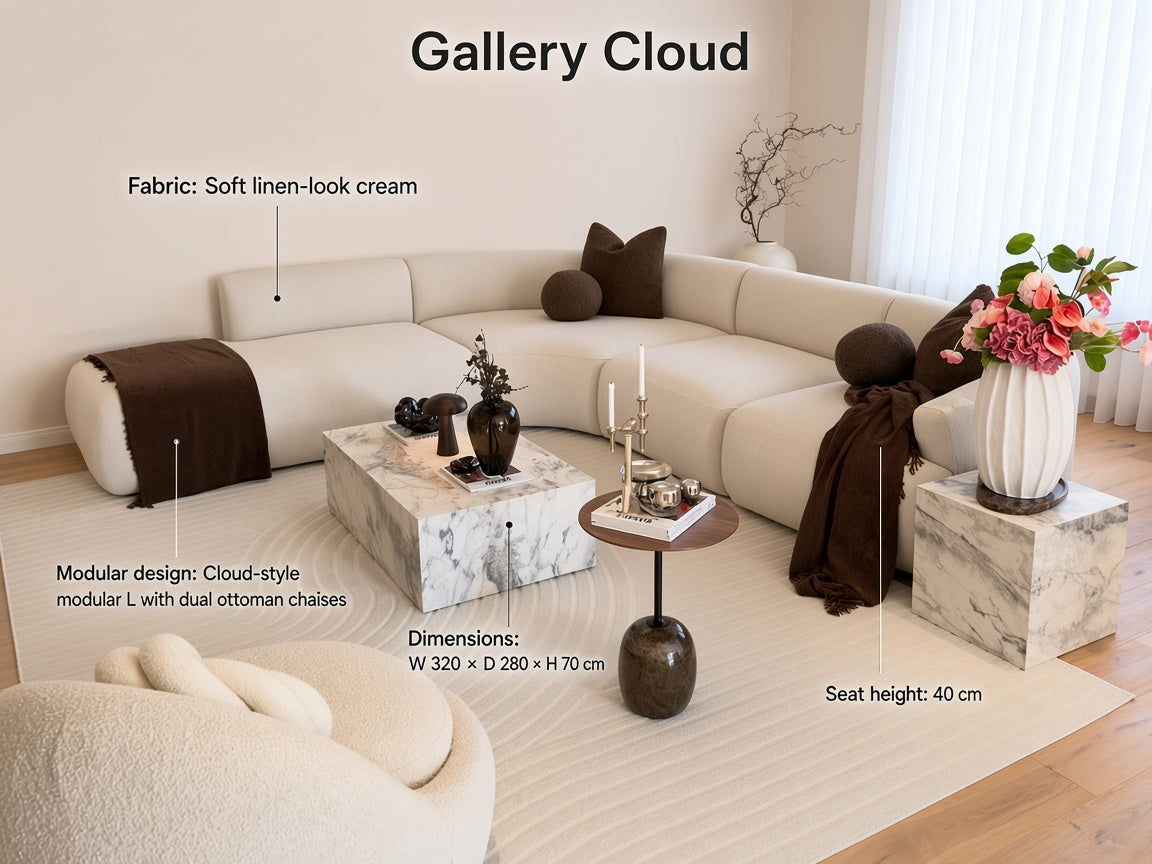 Gallery Cloud
Fabric: Soft linen-look cream
Modular design: Cloud-style
modular L with dual ottoman chaises
Dimensions:
W 320 × D 280 × H 70 cm
Seat height: 40 cm